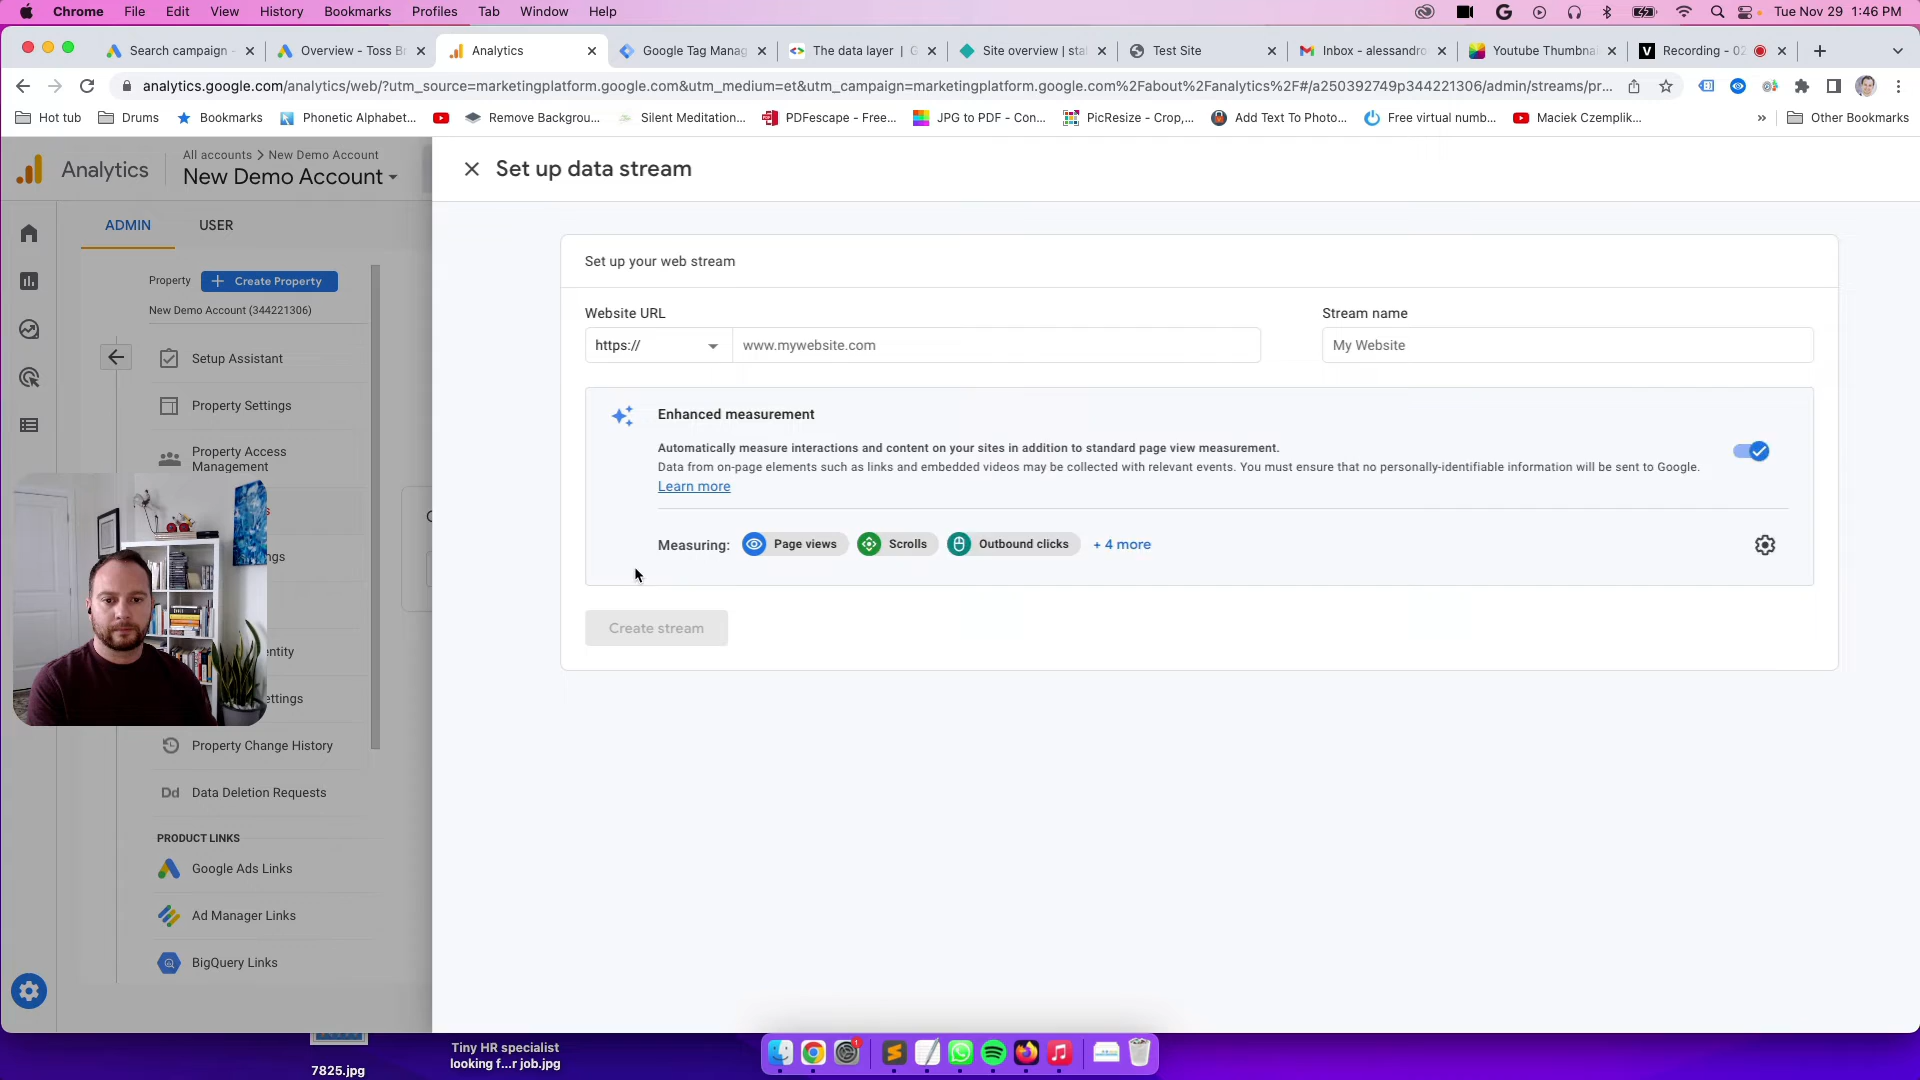 Chrome File Edit View History Bookmarks Profiles Tab Window Help
Tue Nov 29 1:46 PM
Search campaign - Overview - Toss B Analytics Google Tag Manag The data layer | G Site overview | sta Test Site Inbox - alessandro Youtube Thumbna Recording - 02
analytics.google.com/analytics/web/?utm_source=marketingplatform.google.com&utm_medium=et&utm_campaign=marketingplatform.google.com%2Fabout%2Fanalytics%2F#/a250392749p344221306/admin/streams/pr...
Hot tub Drums Bookmarks Phonetic Alphabet... Remove Backgrou... Silent Meditation... PDFescape - Free... JPG to PDF - Con... PicResize - Crop,... Add Text To Photo... Free virtual numb... Maciek Czemplik... » Other Bookmarks
Analytics
All accounts > New Demo Account
New Demo Account
ADMIN USER
Property + Create Property
New Demo Account (344221306)
Setup Assistant
Property Settings
Property Access
Management
s
ngs
entity
ettings
Property Change History
Dd Data Deletion Requests
PRODUCT LINKS
Google Ads Links
Ad Manager Links
BigQuery Links
Set up data stream
Set up your web stream
Website URL
https:// www.mywebsite.com
Stream name
My Website
Enhanced measurement
Automatically measure interactions and content on your sites in addition to standard page view measurement.
Data from on-page elements such as links and embedded videos may be collected with relevant events. You must ensure that no personally-identifiable information will be sent to Google.
Learn more
Measuring: Page views Scrolls Outbound clicks + 4 more
Create stream
7825.jpg
Tiny HR specialist
looking f...r job.jpg
1